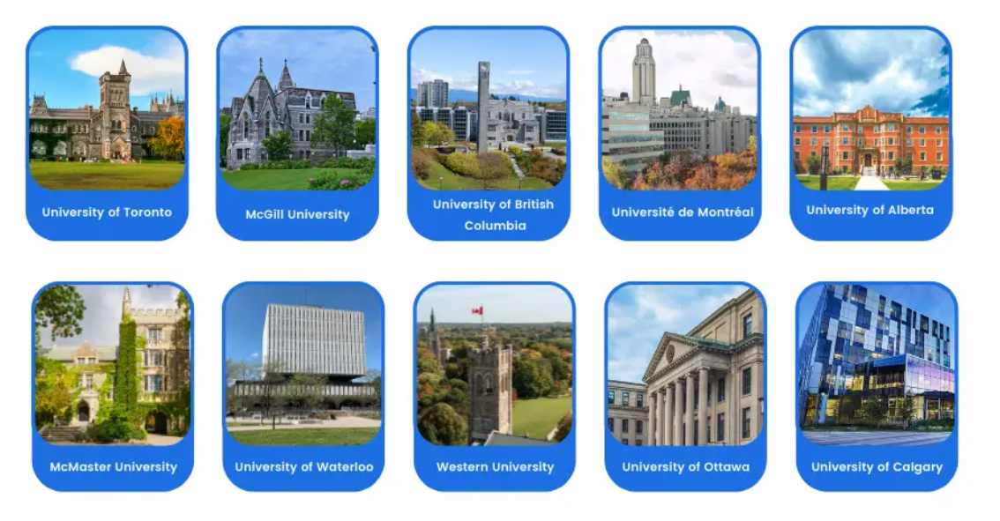 University of Toronto
McGill University
University of British
Columbia
Université de Montréal
University of Alberta
McMaster University
University of Waterloo
Western University
University of Ottawa
University of Calgary